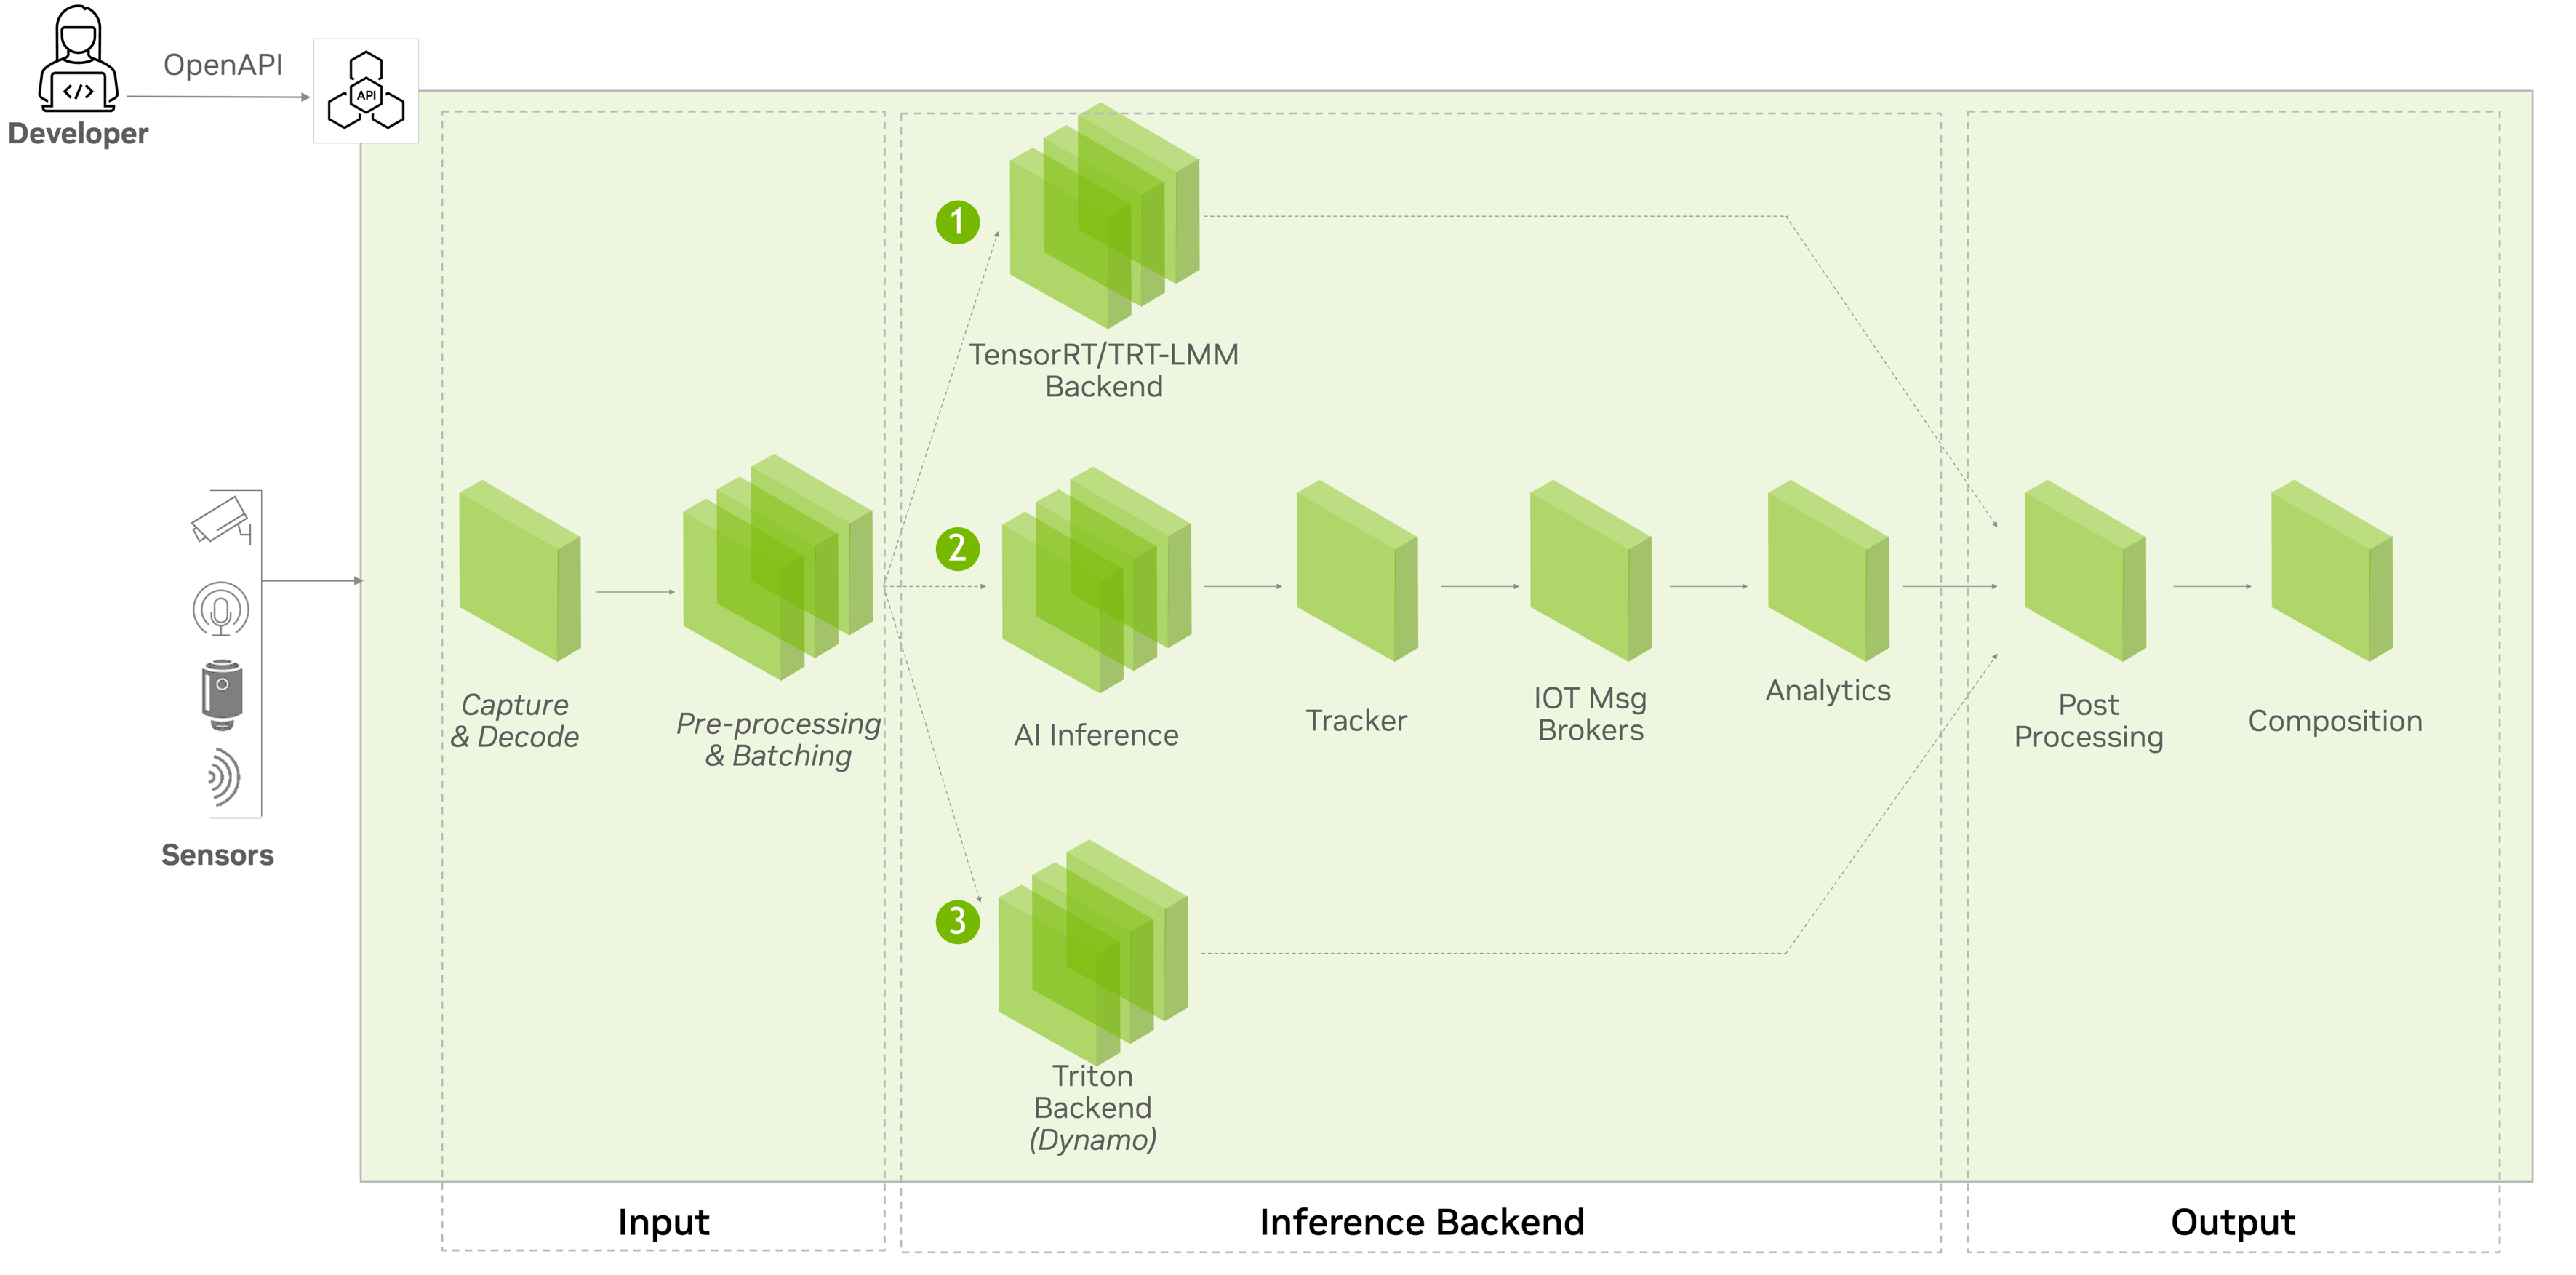 OpenAPI
</>
API
Developer
1
TensorRT/TRT-LMM
Backend
2
3
Capture
& Decode
Pre-processing
& Batching
AI Inference
Tracker
IOT Msg
Brokers
Analytics
Post
Processing
Composition
Sensors
Triton
Backend
(Dynamo)
Input
Inference Backend
Output